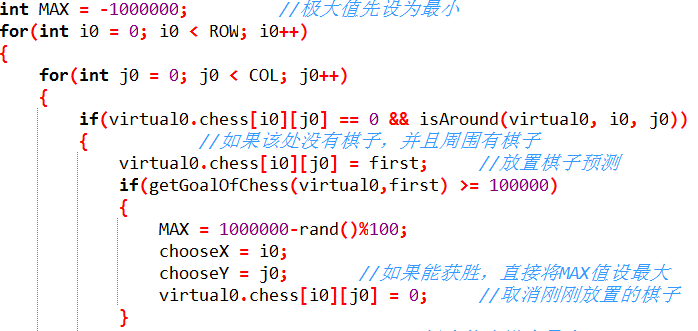 int MAX = -1000000;    //极大值先设为最小
for(int i0 = 0; i0 < ROW; i0++)
{
    for(int j0 = 0; j0 < COL; j0++)
    {
        if(virtual0.chess[i0][j0] == 0 && isAround(virtual0, i0, j0))
        {           //如果该处没有棋子，并且周围有棋子
            virtual0.chess[i0][j0] = first;     //放置棋子预测
            if(getGoalOfChess(virtual0,first) >= 100000)
            {
                MAX = 1000000-rand()%100;
                chooseX = i0;
                chooseY = j0;       //如果能获胜，直接将MAX值设最大
                virtual0.chess[i0][j0] = 0;     //取消刚刚放置的棋子
            }